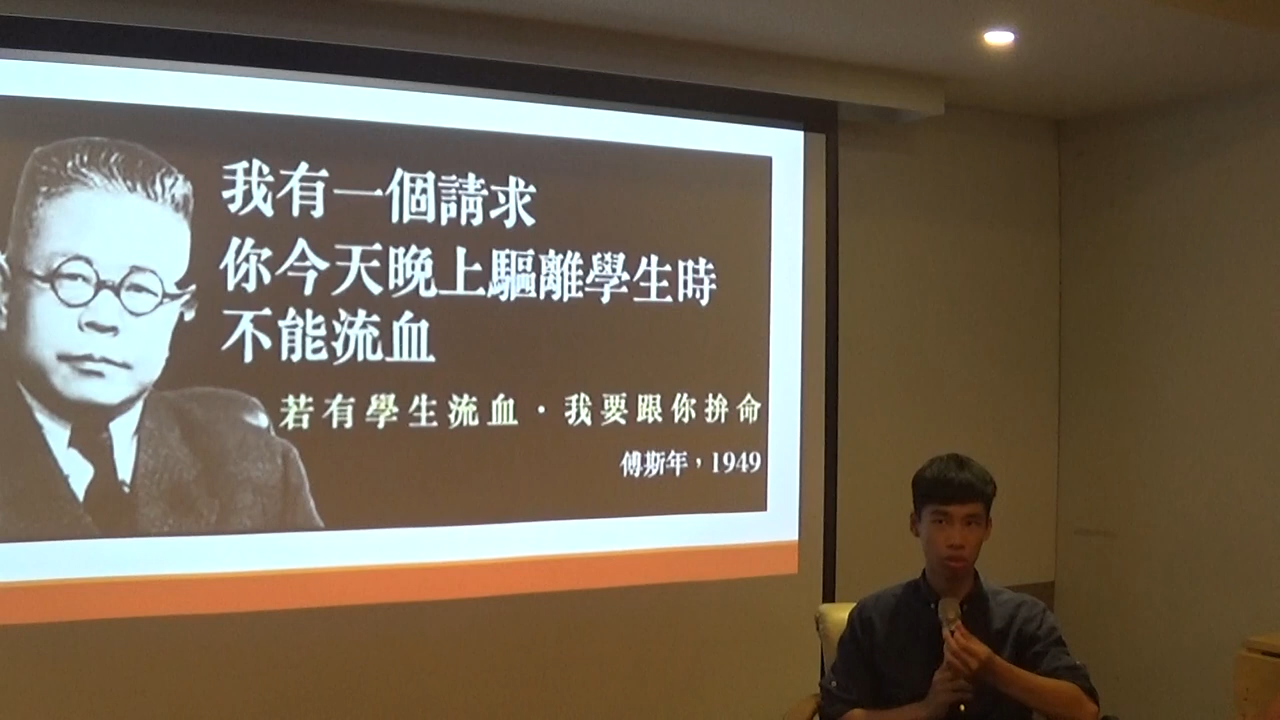 我有一個請求
你今天晚上驅離學生時
不能流血
若有學生流血・我要跟你拚命
傅斯年，1949